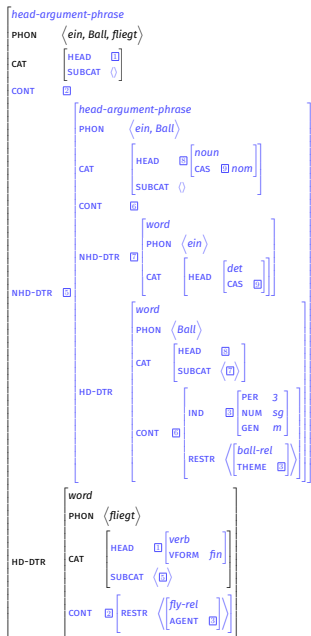 head-argument-phrase
PHON ⟨ein, Ball, fliegt⟩
HEAD 1
CAT
SUBCAT ⟨⟩
CONT 2
head-argument-phrase
PHON ⟨ein, Ball⟩
noun
HEAD 8
CAS 9 nom
CAT
SUBCAT ⟨⟩
CONT 6
word
PHON ⟨ein⟩
NHD-DTR 7
det
CAT HEAD
CAS 9
NHD-DTR 5
word
PHON ⟨Ball⟩
HEAD 8
CAT
SUBCAT ⟨7⟩
HD-DTR
PER 3
IND 3 NUM sg
GEN m
CONT 6
ball-rel
RESTR
THEME 3
word
PHON ⟨fliegt⟩
verb
HEAD 1
VFORM fin
HD-DTR CAT
SUBCAT ⟨5⟩
fly-rel
CONT 2 RESTR
AGENT 3